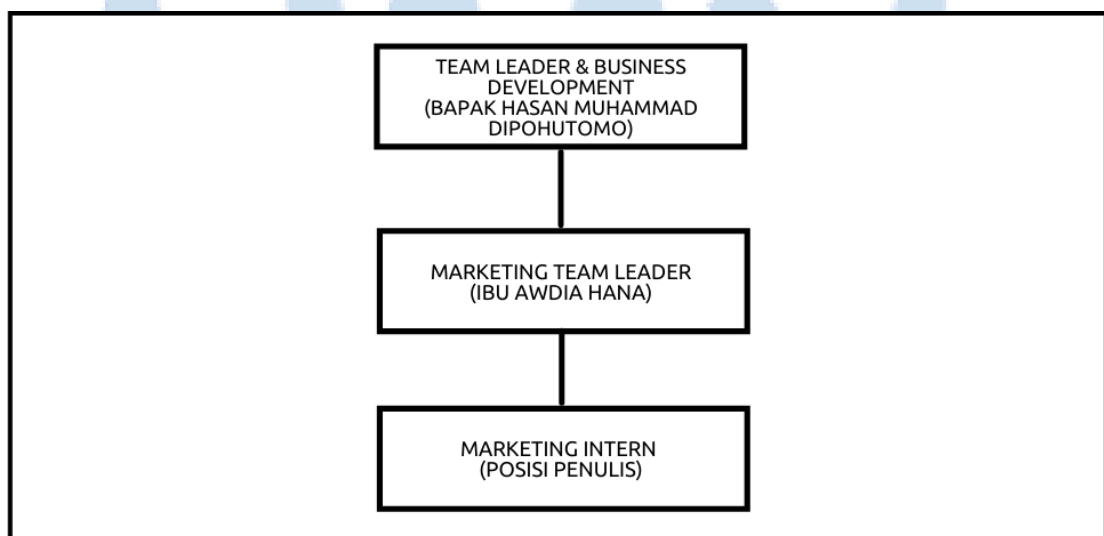 TEAM LEADER & BUSINESS
DEVELOPMENT
(BAPAK HASAN MUHAMMAD
DIPOHUTOMO)
MARKETING TEAM LEADER
(IBU AWDIA HANA)
MARKETING INTERN
(POSISI PENULIS)